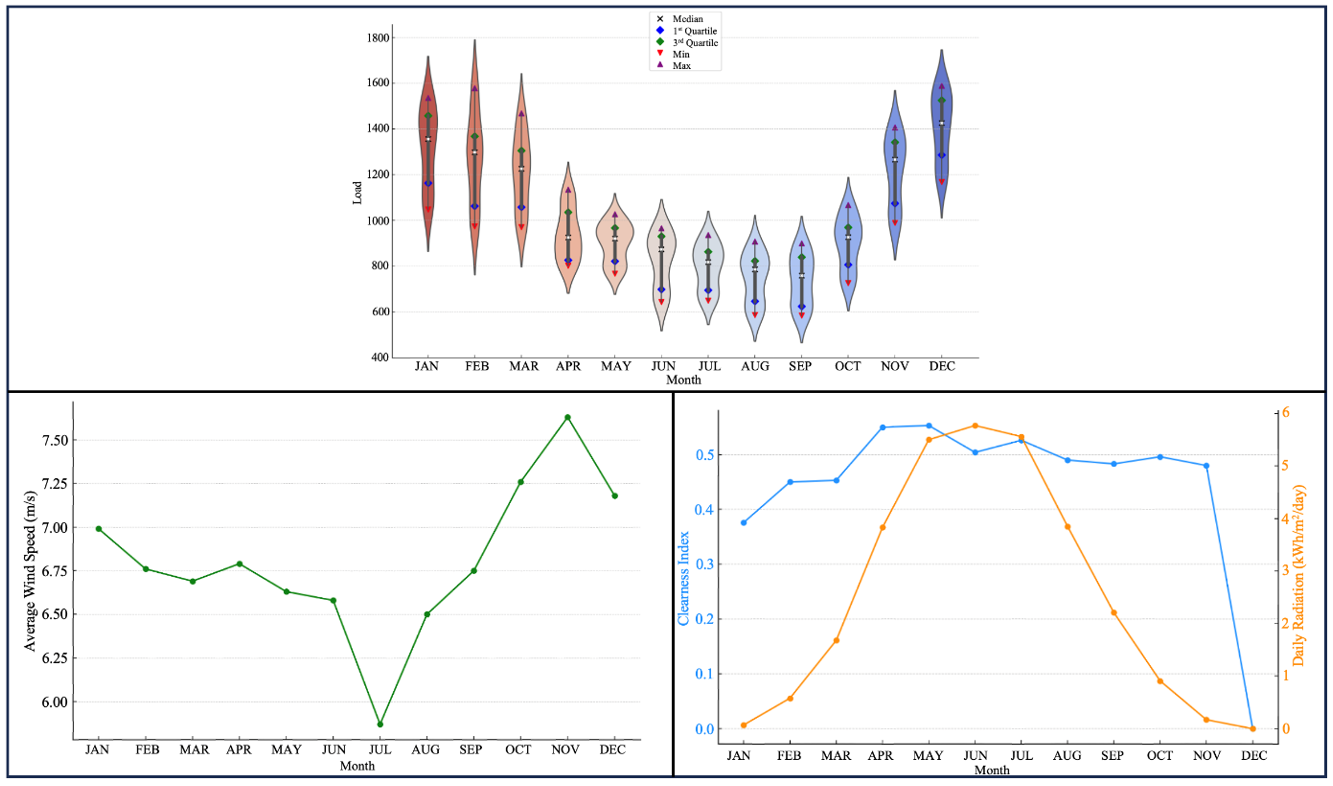 Median
1st Quartile
3rd Quartile
Min
Max
1800
1600
1400
1200
1000
800
600
400
Load
JAN FEB MAR APR MAY JUN JUL AUG SEP OCT NOV DEC
Month
7.50
7.25
7.00
6.75
6.50
6.25
6.00
Average Wind Speed (m/s)
JAN FEB MAR APR MAY JUN JUL AUG SEP OCT NOV DEC
Month
0.5
0.4
0.3
0.2
0.1
0.0
Clearness Index
6
5
4
3
2
1
0
Daily Radiation (kWh/m²/day)
JAN FEB MAR APR MAY JUN JUL AUG SEP OCT NOV DEC
Month